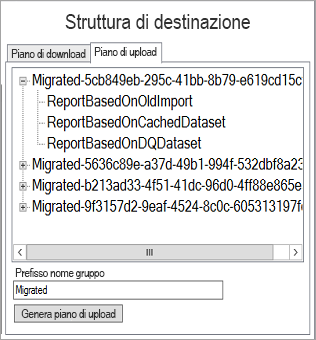 Struttura di destinazione
Piano di download Piano di upload
Migrated-5cb849eb-295c-41bb-8b79-e619cd15c
ReportBasedOnOldImport
ReportBasedOnCachedDataset
ReportBasedOnDQDataset
Migrated-5636c89e-a37d-49b1-994f-532dbf8a23
Migrated-b213ad33-4f51-41dc-96d0-4ff88e865e
Migrated-9f3157d2-9eaf-4524-8c0c-605313197f
Prefisso nome gruppo
Migrated
Genera piano di upload